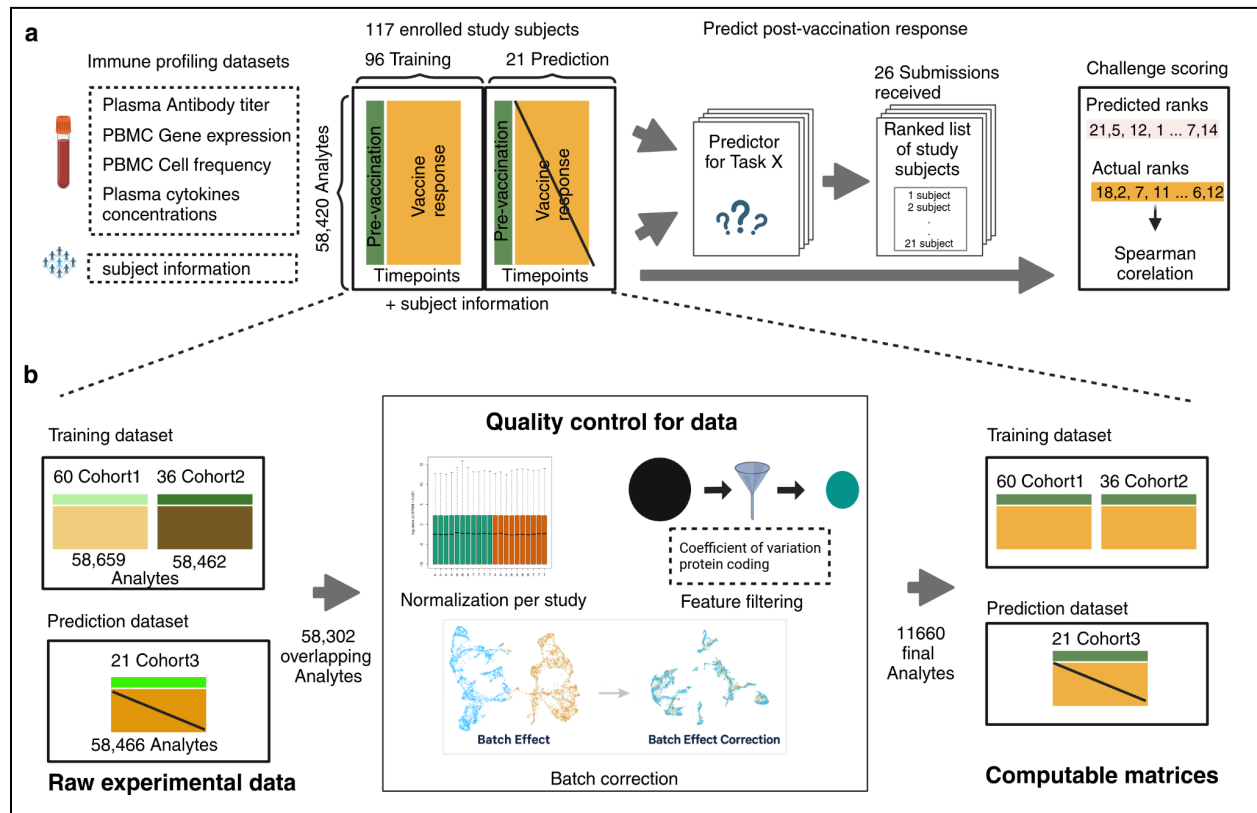 a
117 enrolled study subjects
Predict post-vaccination response
Immune profiling datasets
96 Training
21 Prediction
26 Submissions
received
Challenge scoring
Plasma Antibody titer
PBMC Gene expression
PBMC Cell frequency
Plasma cytokines
concentrations
subject information
58,420 Analytes
Pre-vaccination
Vaccine
response
Pre-vaccination
Vaccine
response
Timepoints
Timepoints
+ subject information
Predictor
for Task X
???
Ranked list
of study
subjects
1 subject
2 subject
.
.
21 subject
Predicted ranks
21,5, 12, 1 ... 7,14
Actual ranks
18,2, 7, 11 ... 6,12
Spearman
corelation
b
Training dataset
60 Cohort1
36 Cohort2
58,659
58,462
Analytes
Prediction dataset
21 Cohort3
58,466 Analytes
Raw experimental data
58,302
overlapping
Analytes
Quality control for data
Normalization per study
Coefficient of variation
protein coding
Feature filtering
Batch Effect
Batch Effect Correction
Batch correction
11660
final
Analytes
Training dataset
60 Cohort1
36 Cohort2
Prediction dataset
21 Cohort3
Computable matrices